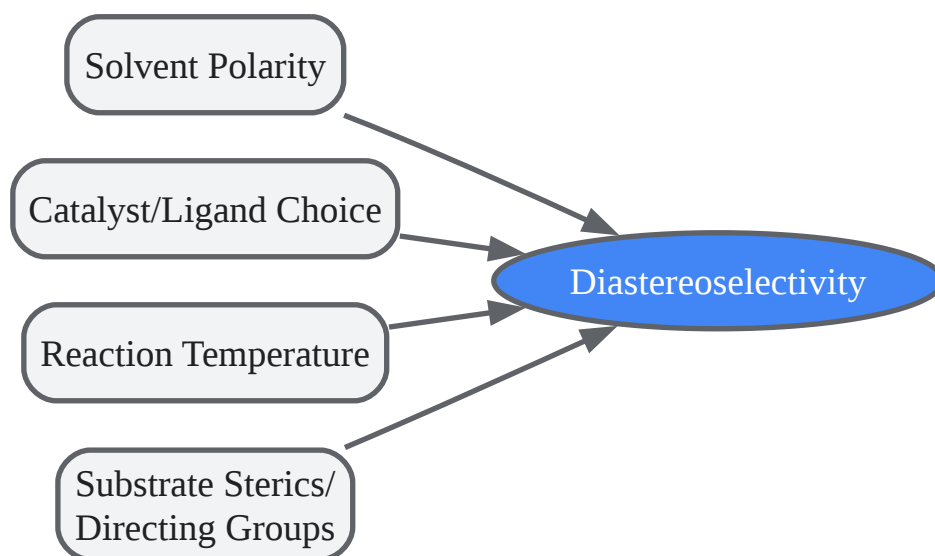 Solvent Polarity
Catalyst/Ligand Choice
Diastereoselectivity
Reaction Temperature
Substrate Sterics/
Directing Groups